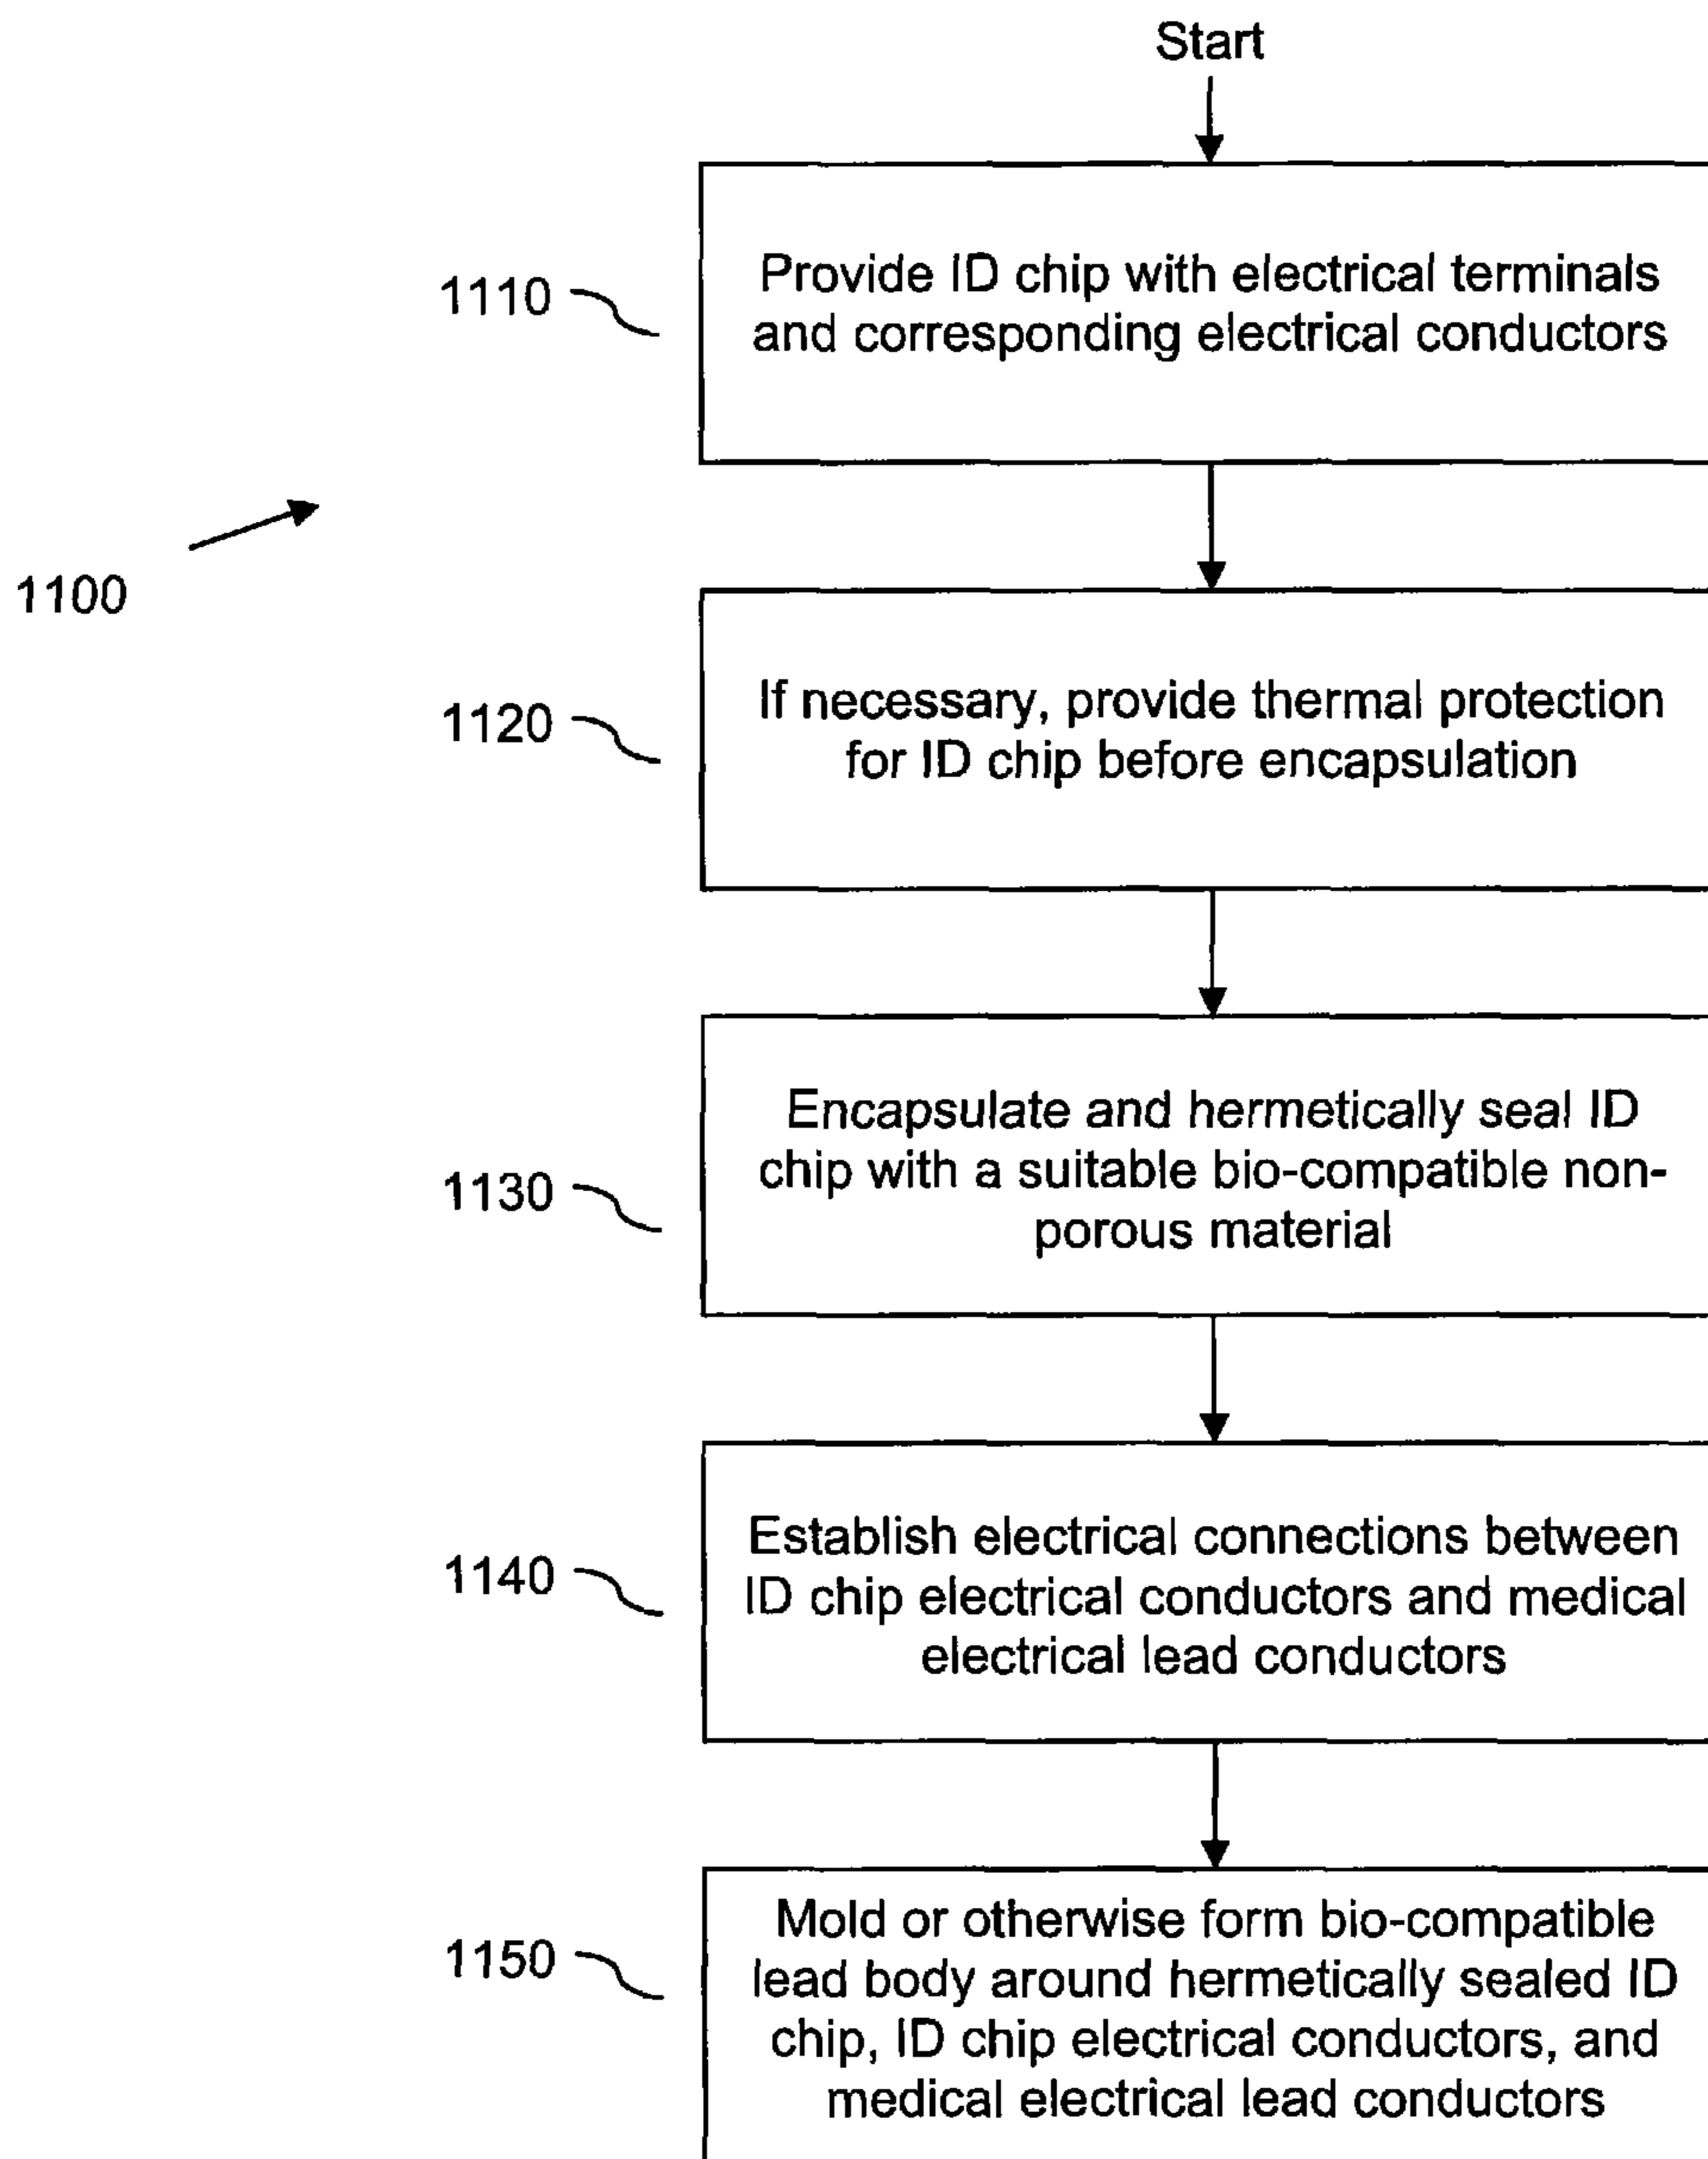 Start
1110
Provide ID chip with electrical terminals
and corresponding electrical conductors
1100
1120
If necessary, provide thermal protection
for ID chip before encapsulation
1130
Encapsulate and hermetically seal ID
chip with a suitable bio-compatible non-
porous material
1140
Establish electrical connections between
ID chip electrical conductors and medical
electrical lead conductors
1150
Mold or otherwise form bio-compatible
lead body around hermetically sealed ID
chip, ID chip electrical conductors, and
medical electrical lead conductors